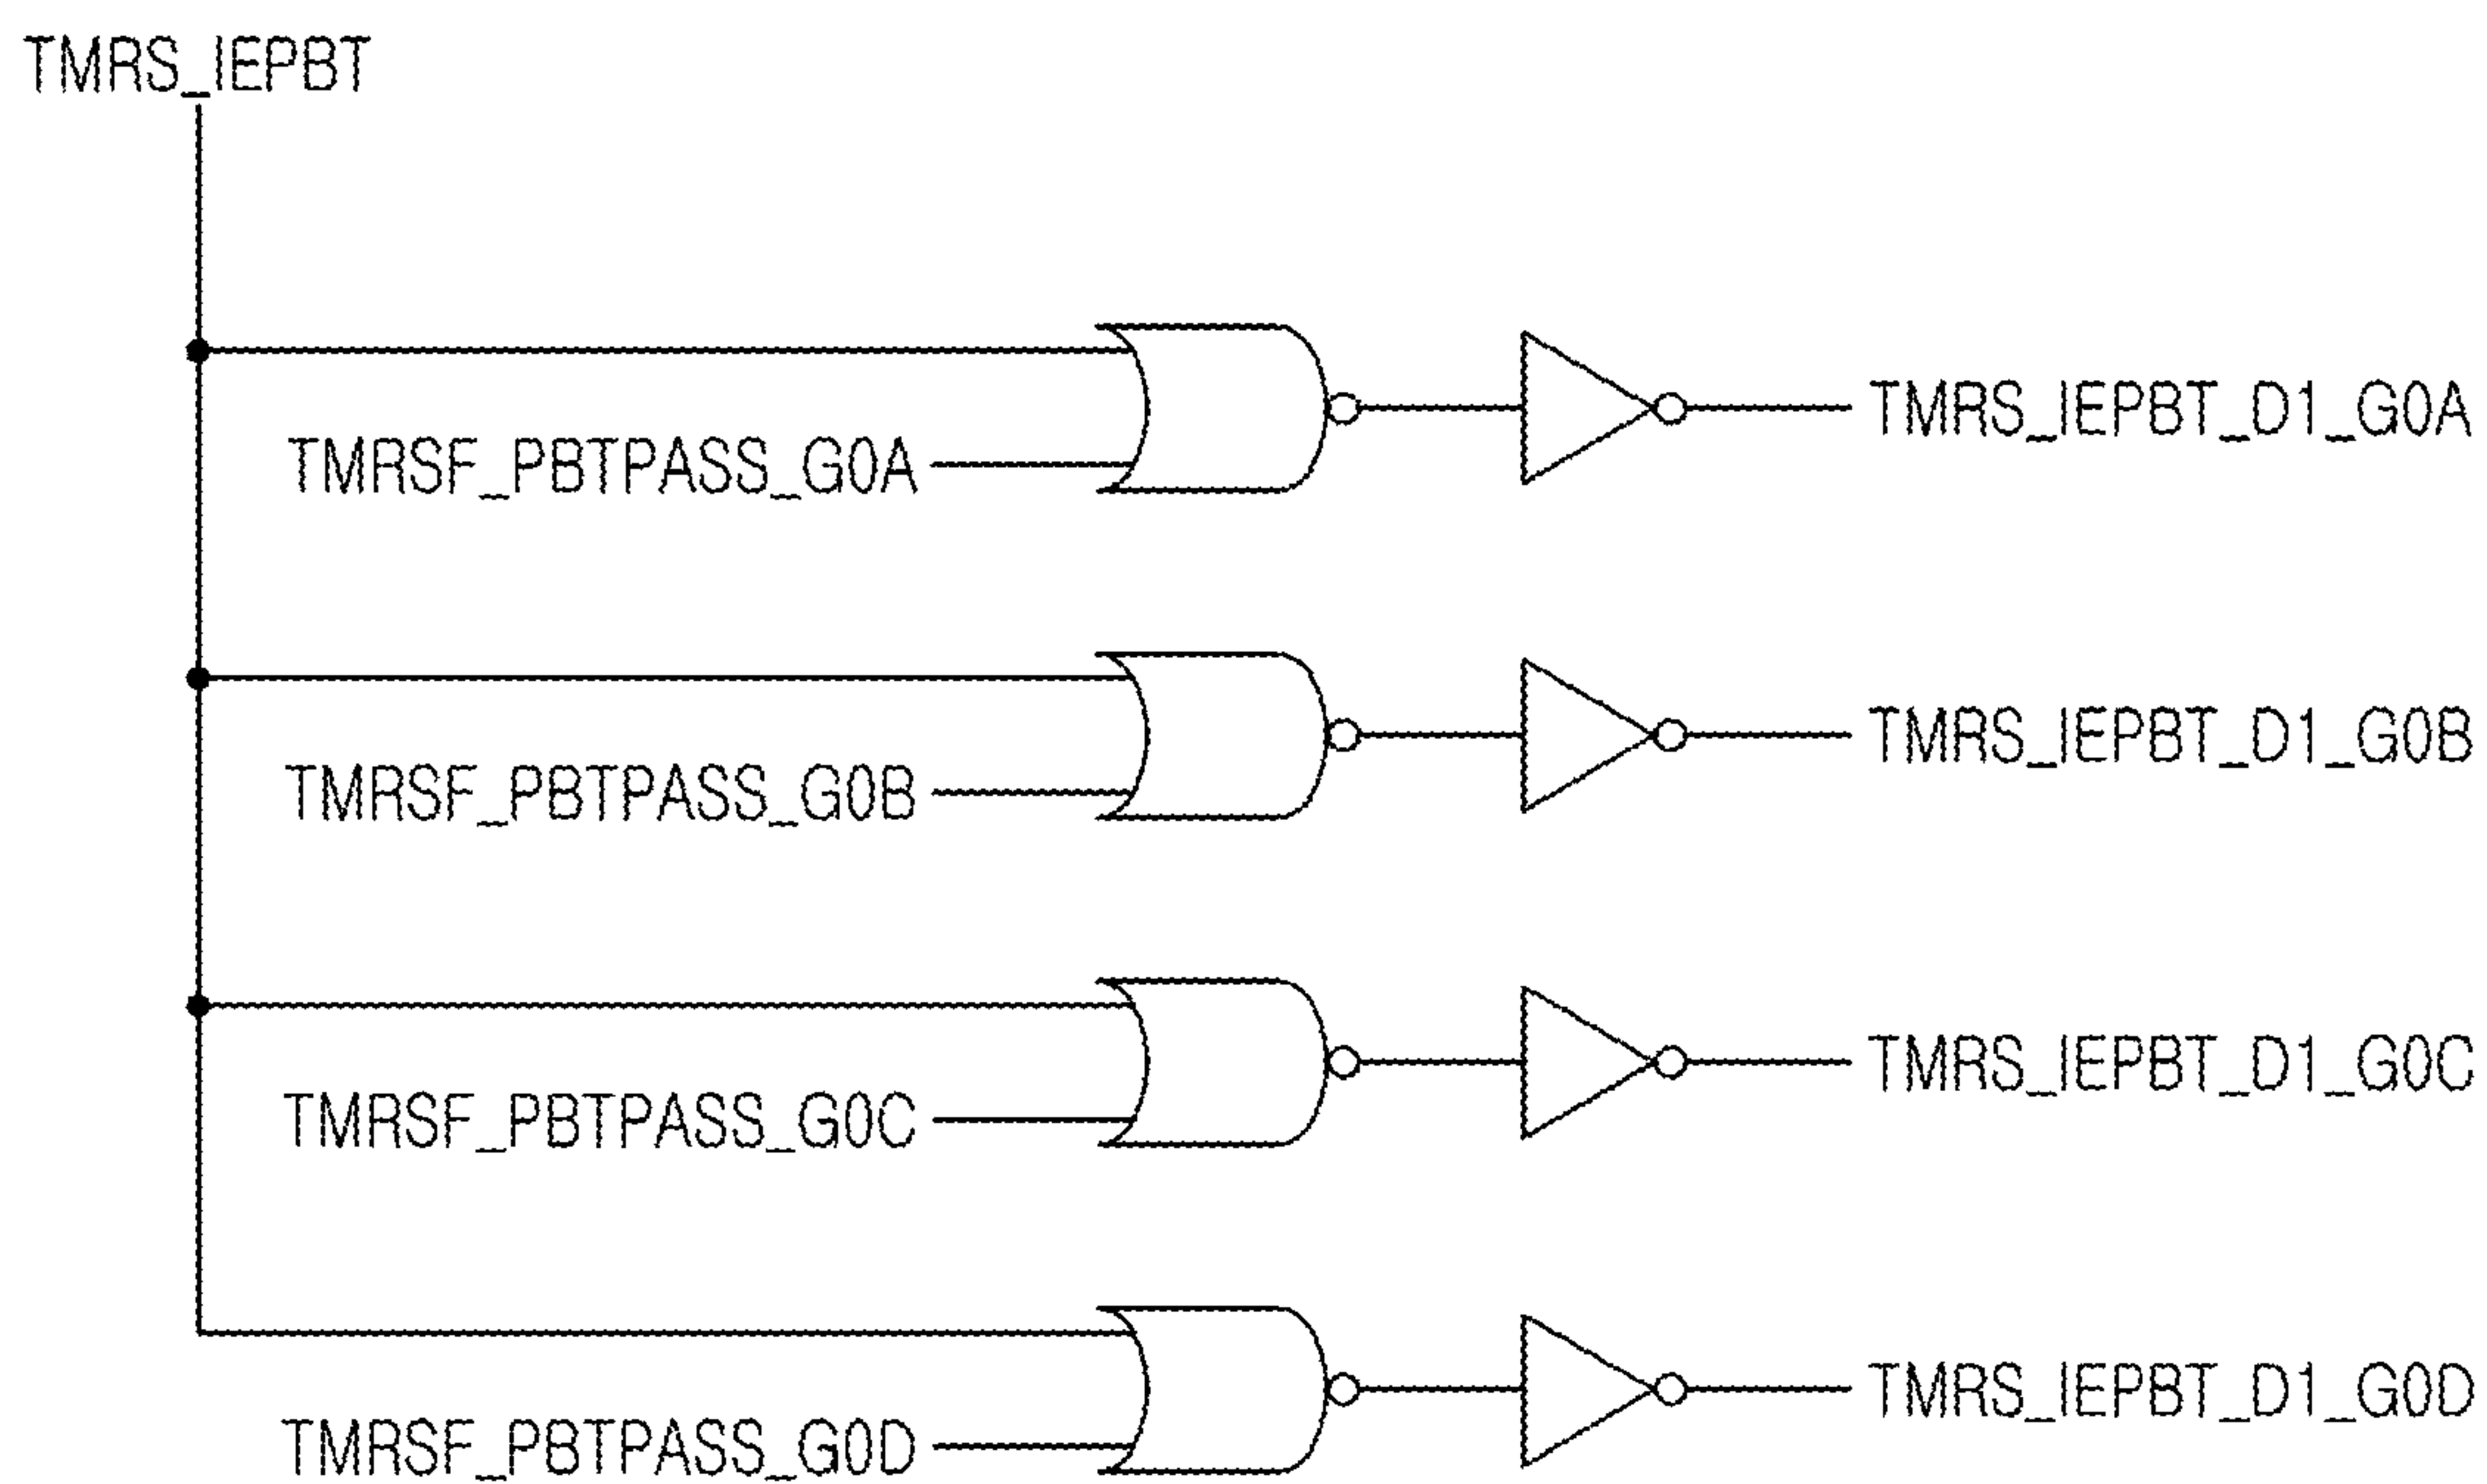 TMRS_IEPBT
TMRS_IEPBT_D1_G0A
TMRSF_PBTPASS_G0A
TMRS_IEPBT_D1_G0B
TMRSF_PBTPASS_G0B
TMRS_IEPBT_D1_G0C
TMRSF_PBTPASS_G0C
TMRS_IEPBT_D1_G0D
TMRSF_PBTPASS_G0D